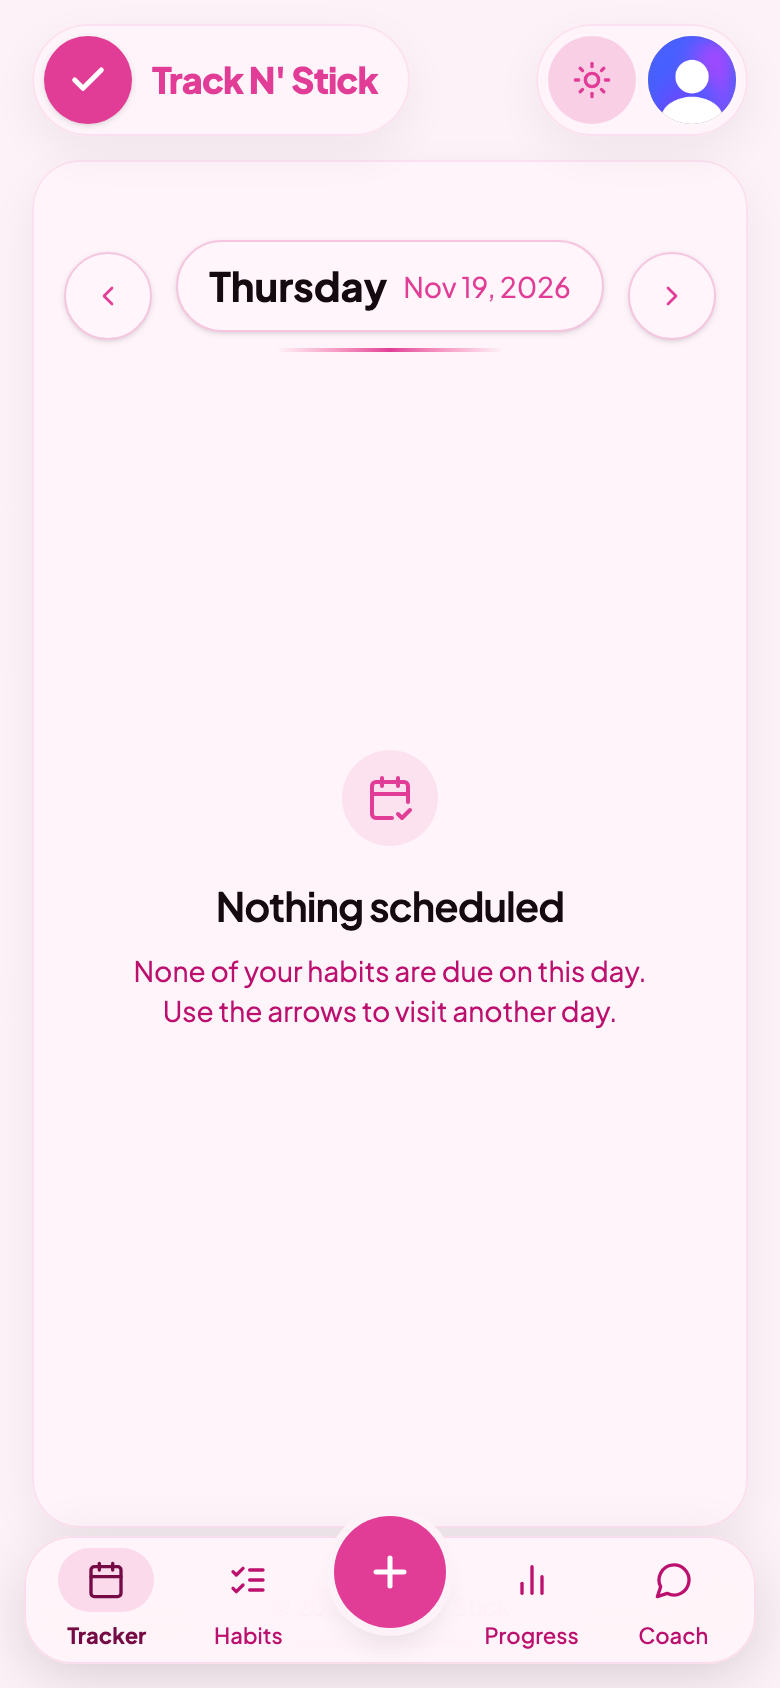 Track N' Stick
Thursday Nov 19, 2026
Nothing scheduled
None of your habits are due on this day.
Use the arrows to visit another day.
Tracker
Habits
Progress
Coach